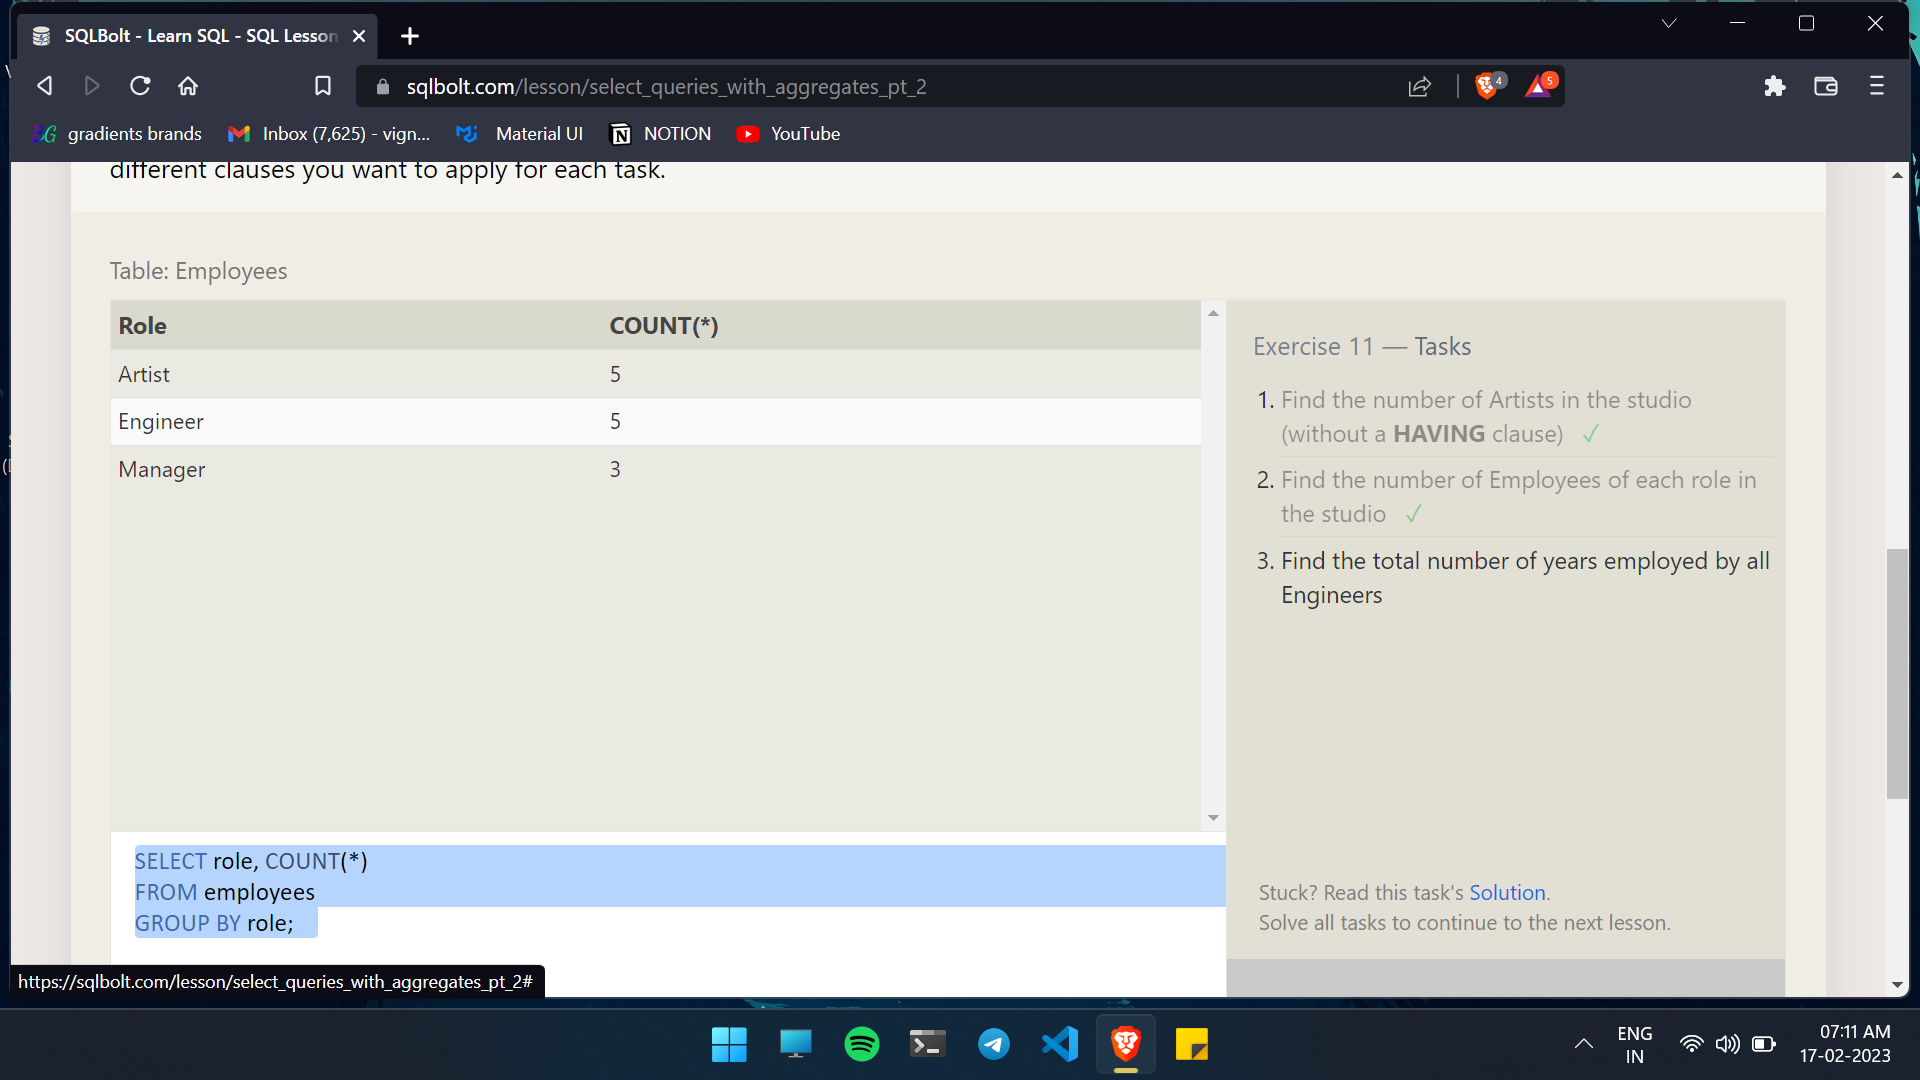 SQLBolt - Learn SQL - SQL Lesson
sqlbolt.com/lesson/select_queries_with_aggregates_pt_2
4
5
BG gradients brands
Inbox (7,625) - vign...
Material UI
NOTION
YouTube
different clauses you want to apply for each task.
Table: Employees
Role COUNT(*)
Artist 5
Engineer 5
Manager 3
Exercise 11 — Tasks
1. Find the number of Artists in the studio
(without a HAVING clause) ✓
2. Find the number of Employees of each role in
the studio ✓
3. Find the total number of years employed by all
Engineers
Stuck? Read this task's Solution.
Solve all tasks to continue to the next lesson.
SELECT role, COUNT(*)
FROM employees
GROUP BY role;
https://sqlbolt.com/lesson/select_queries_with_aggregates_pt_2#
ENG
IN
07:11 AM
17-02-2023